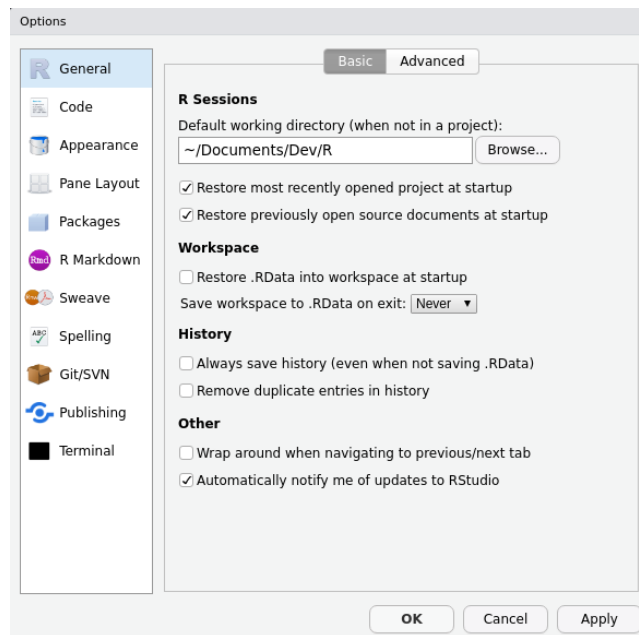 Options
General
Code
Appearance
Pane Layout
Packages
R Markdown
Sweave
Spelling
Git/SVN
Publishing
Terminal
Basic Advanced
R Sessions
Default working directory (when not in a project):
~/Documents/Dev/R Browse...
Restore most recently opened project at startup
Restore previously open source documents at startup
Workspace
Restore .RData into workspace at startup
Save workspace to .RData on exit: Never
History
Always save history (even when not saving .RData)
Remove duplicate entries in history
Other
Wrap around when navigating to previous/next tab
Automatically notify me of updates to RStudio
OK Cancel Apply